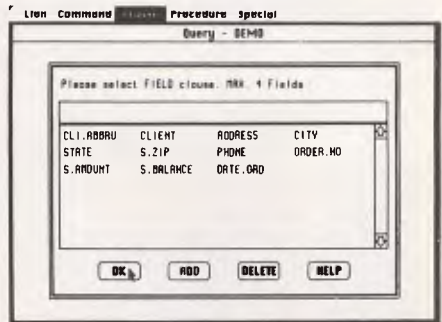 Lion Command Clause Procedure Special
Query - DEMO
Please select FIELD clause. MAX. 4 Fields
CLI.ABBRV CLIENT ADDRESS CITY
STATE S.ZIP PHONE ORDER.NO
S.AMOUNT S.BALANCE DATE.ORD
OK ADD DELETE HELP